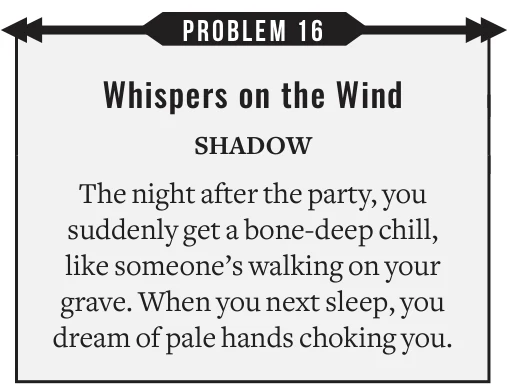 PROBLEM 16
Whispers on the Wind
SHADOW
The night after the party, you
suddenly get a bone-deep chill,
like someone’s walking on your
grave. When you next sleep, you
dream of pale hands choking you.